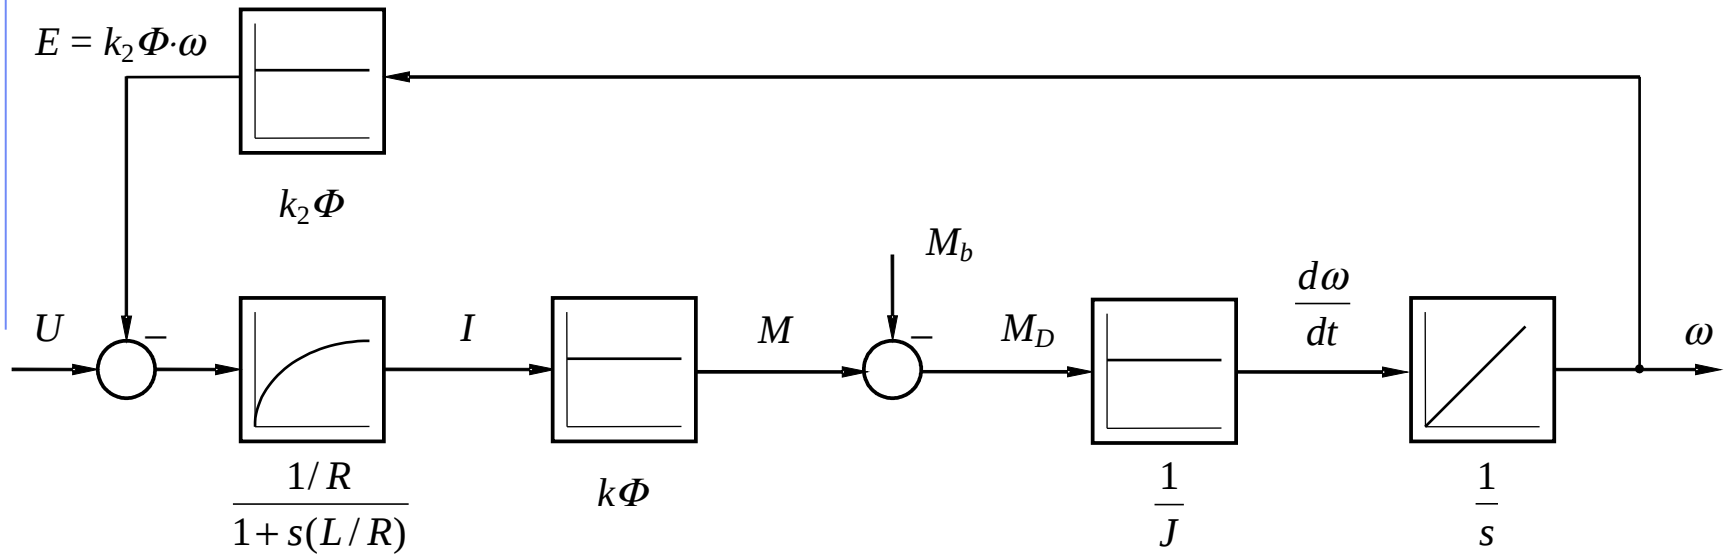 E = k₂Φ·ω
k₂Φ
U
−
I
M
M_b
−
M_D
dω/dt
ω
1/R
1 + s(L/R)
kΦ
1/J
1/s